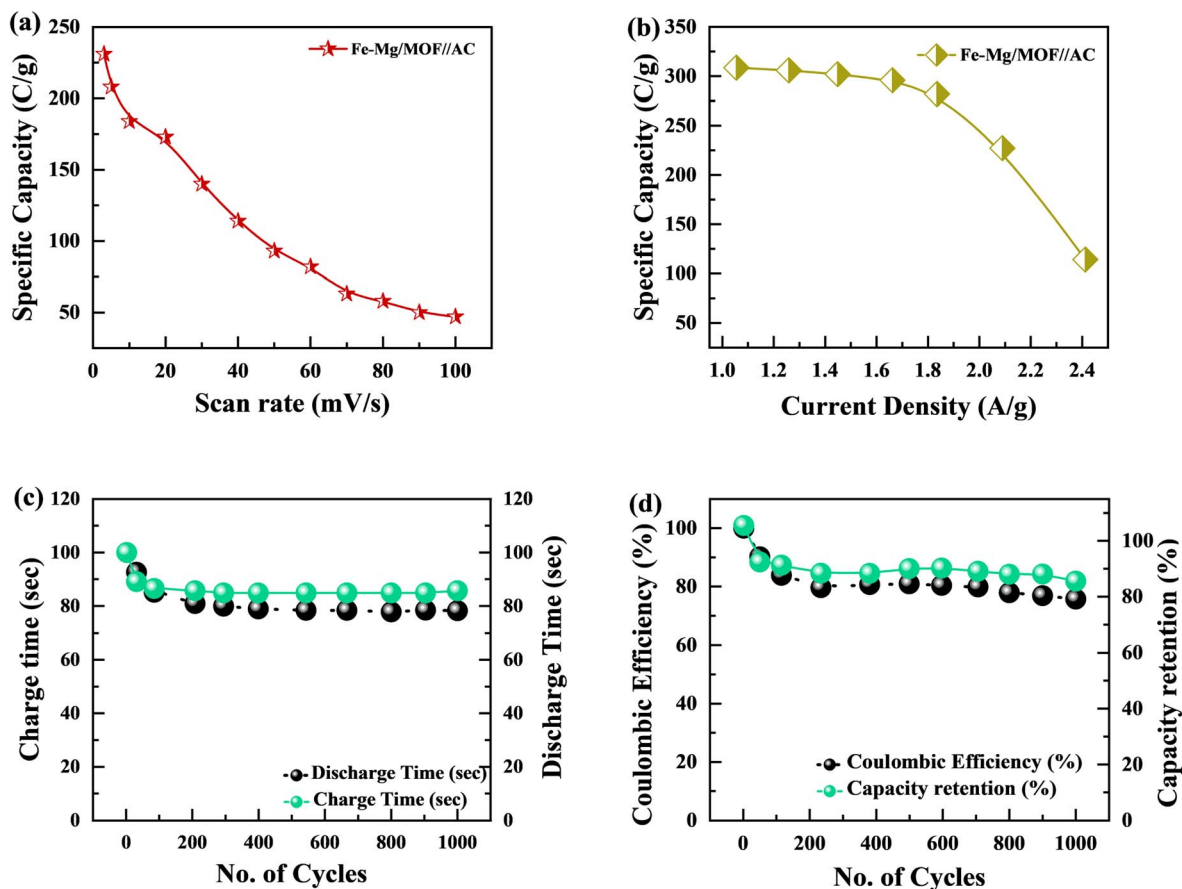 (a)
250
200
150
100
50
Specific Capacity (C/g)
Fe-Mg/MOF//AC
0 20 40 60 80 100
Scan rate (mV/s)
(b)
350
300
250
200
150
100
50
Specific Capacity (C/g)
Fe-Mg/MOF//AC
1.0 1.2 1.4 1.6 1.8 2.0 2.2 2.4
Current Density (A/g)
(c)
120
100
80
60
40
20
0
Charge time (sec)
Discharge Time (sec)
Charge Time (sec)
120
100
80
60
40
20
0
Discharge Time (sec)
0 200 400 600 800 1000
No. of Cycles
(d)
100
80
60
40
20
0
Coulombic Efficiency (%)
Coulombic Efficiency (%)
Capacity retention (%)
100
80
60
40
20
0
Capacity retention (%)
0 200 400 600 800 1000
No. of Cycles